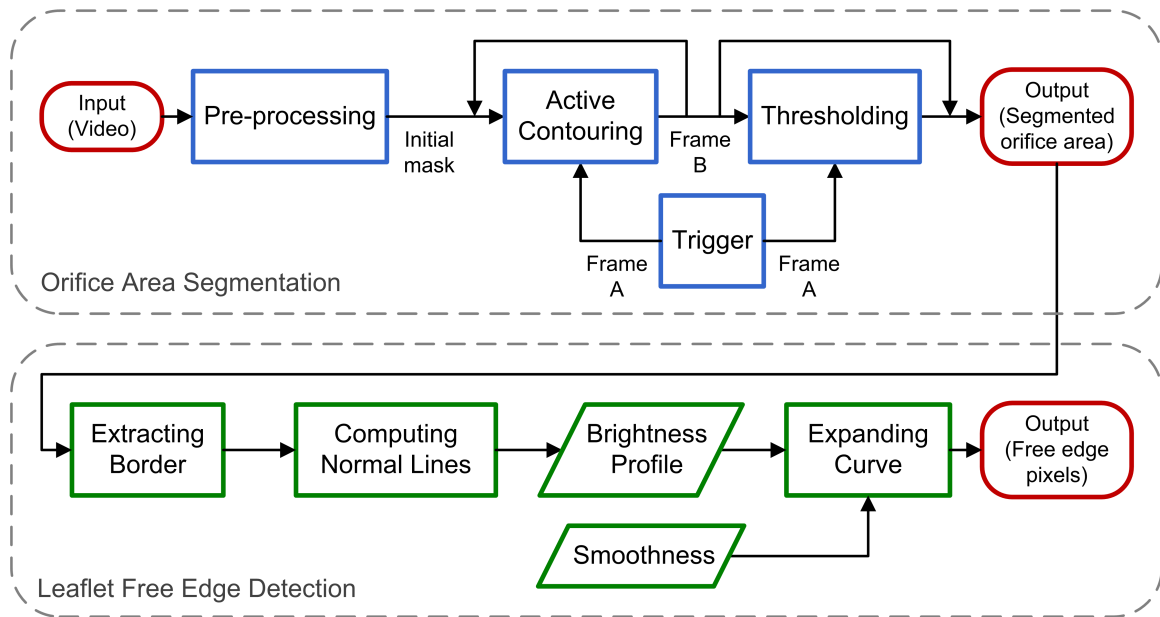 Input
(Video)
Pre-processing
Initial
mask
Active
Contouring
Frame
B
Thresholding
Output
(Segmented
orifice area)
Trigger
Frame
A
Frame
A
Orifice Area Segmentation
Extracting
Border
Computing
Normal Lines
Brightness
Profile
Expanding
Curve
Output
(Free edge
pixels)
Smoothness
Leaflet Free Edge Detection